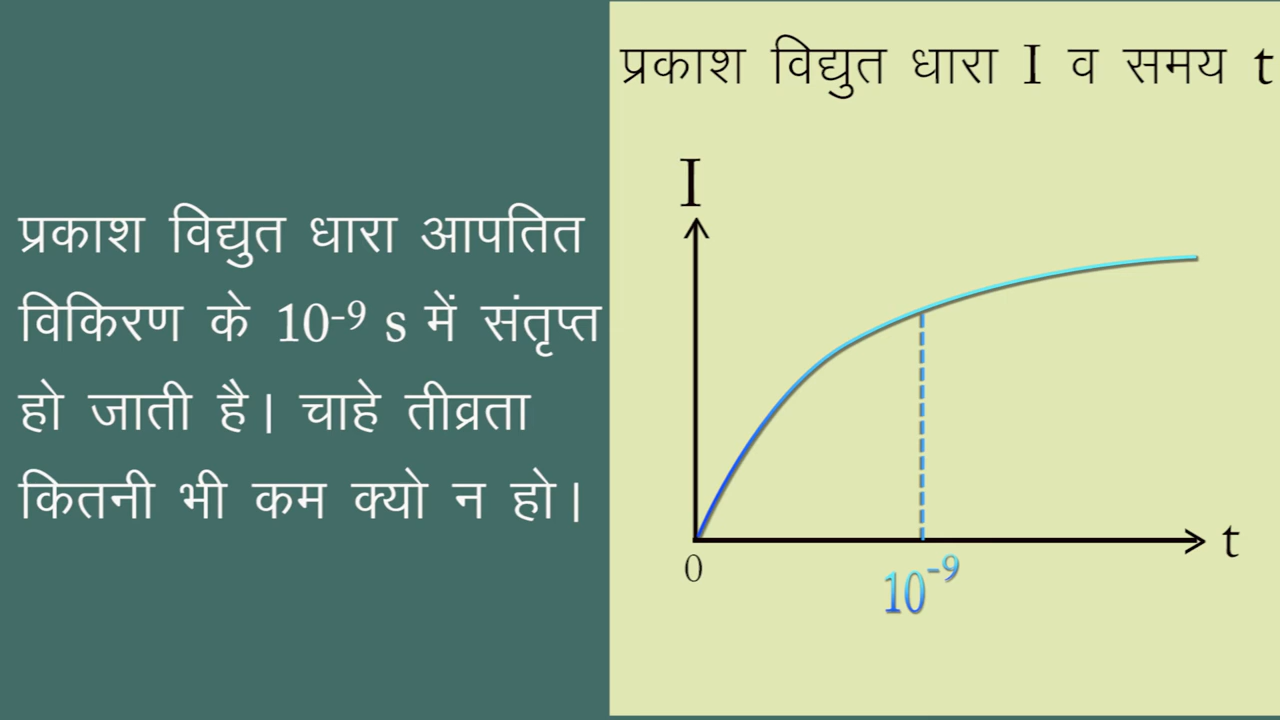 प्रकाश विद्युत धारा आपतित
विकिरण के 10⁻⁹ s में संतृप्त
हो जाती है। चाहे तीव्रता
कितनी भी कम क्यो न हो।
प्रकाश विद्युत धारा I व समय t
I
t
0
10⁻⁹